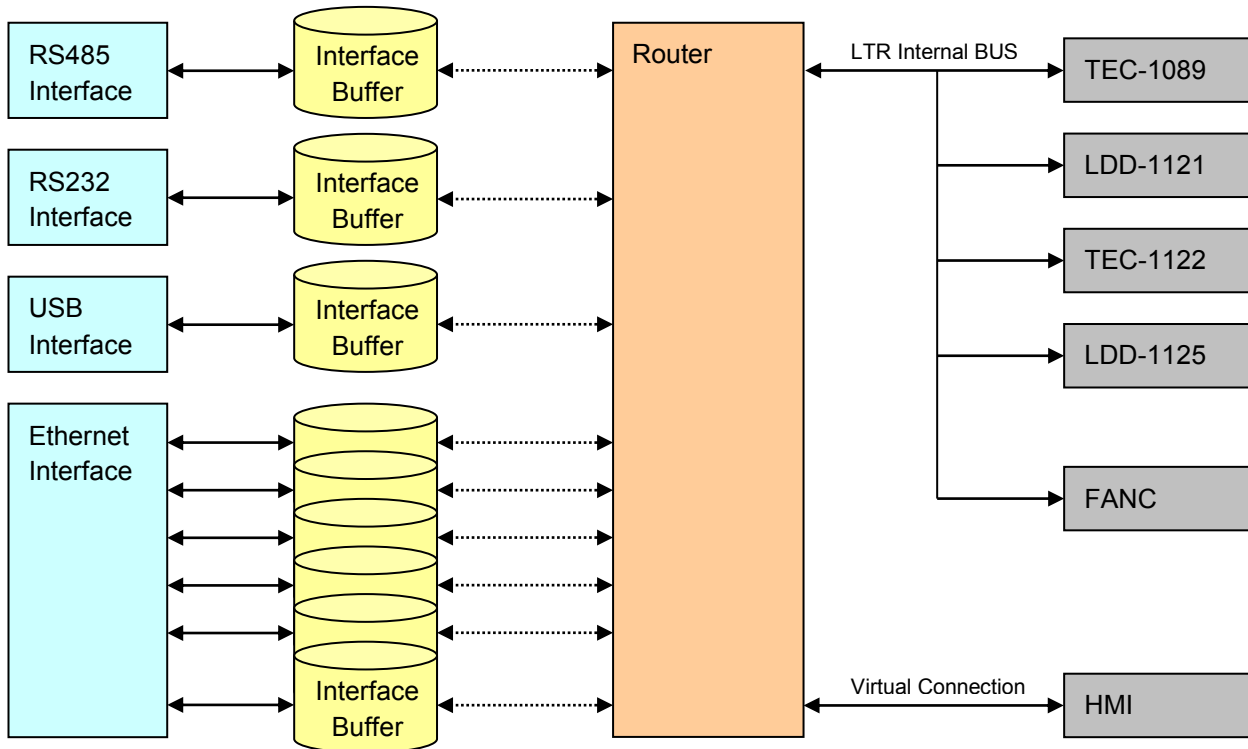 RS485
Interface
Interface
Buffer
Router
LTR Internal BUS
TEC-1089
RS232
Interface
Interface
Buffer
LDD-1121
TEC-1122
USB
Interface
Interface
Buffer
LDD-1125
Ethernet
Interface
FANC
Interface
Buffer
Virtual Connection
HMI